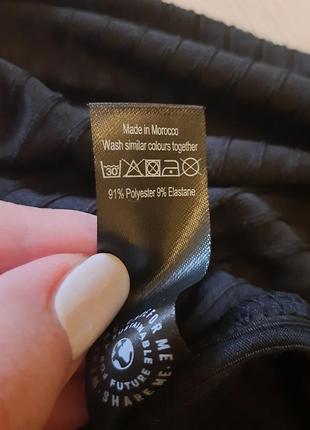 Made in Morocco
Wash similar colours together
30
91% Polyester 9% Elastane
FOR ME.
SHARE ME.
FUTURE